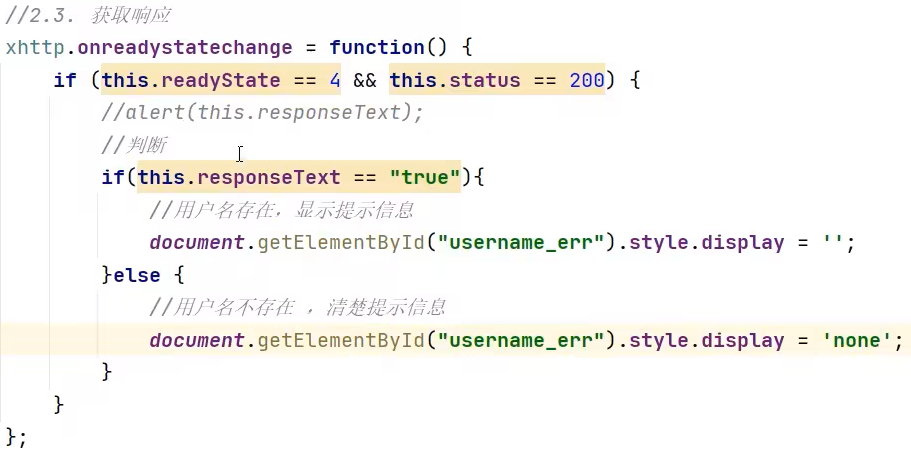 //2.3. 获取响应
xhttp.onreadystatechange = function() {
    if (this.readyState == 4 && this.status == 200) {
        //alert(this.responseText);
        //判断
        if(this.responseText == "true"){
            //用户名存在，显示提示信息
            document.getElementById("username_err").style.display = '';
        }else {
            //用户名不存在 ，清楚提示信息
            document.getElementById("username_err").style.display = 'none';
        }
    }
};